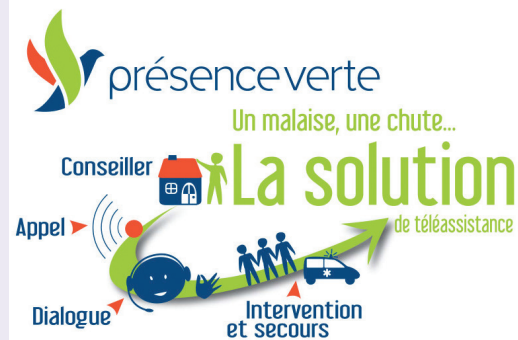 présence verte
Un malaise, une chute...
Conseiller
La solution
Appel
de téléassistance
Dialogue
Intervention
et secours